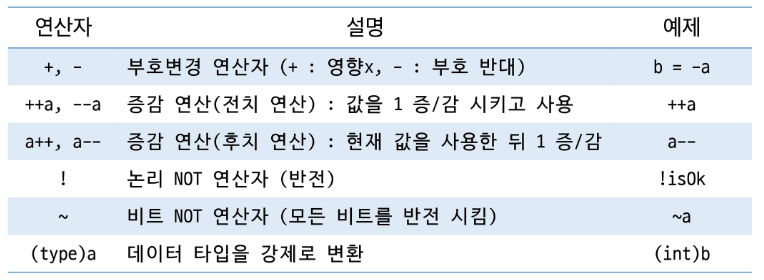 연산자 설명 예제
+, - 부호변경 연산자 (+ : 영향x, - : 부호 반대) b = -a
++a, --a 증감 연산(전치 연산) : 값을 1 증/감 시키고 사용 ++a
a++, a-- 증감 연산(후치 연산) : 현재 값을 사용한 뒤 1 증/감 a--
! 논리 NOT 연산자 (반전) !isOk
~ 비트 NOT 연산자 (모든 비트를 반전 시킴) ~a
(type)a 데이터 타입을 강제로 변환 (int)b